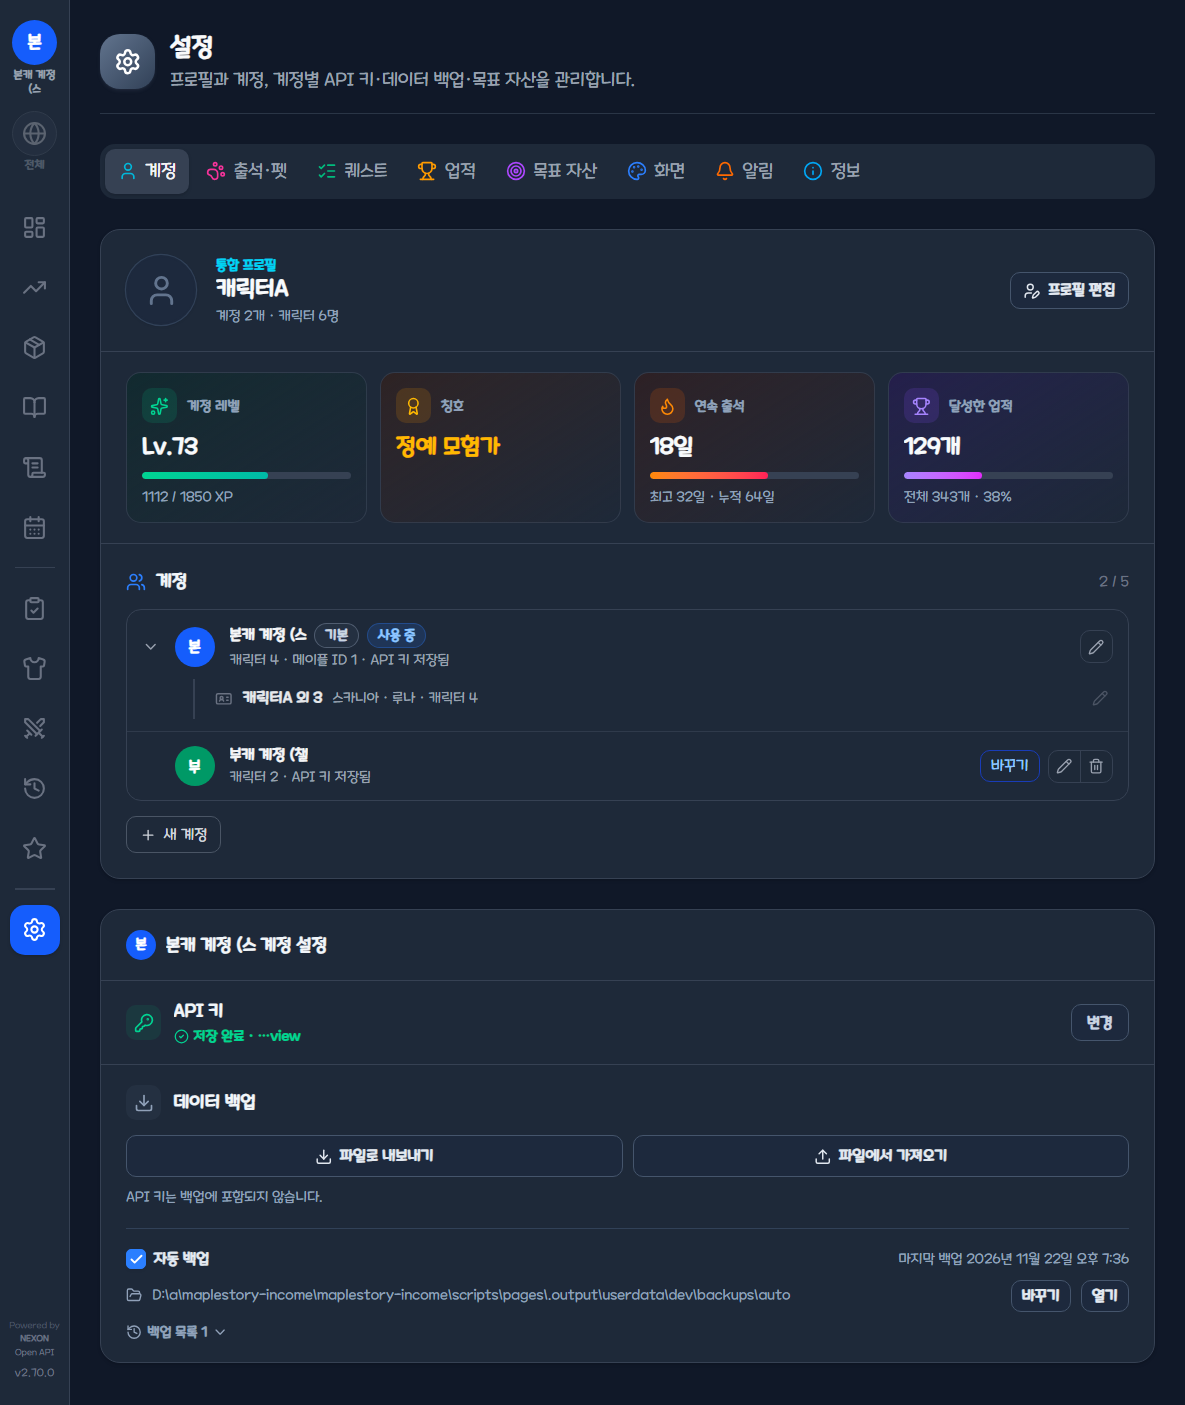 본
본캐 계정
(스
전체
Powered by
NEXON
Open API
v2.70.0
설정
프로필과 계정, 계정별 API 키·데이터 백업·목표 자산을 관리합니다.
계정
출석·펫
퀘스트
업적
목표 자산
화면
알림
정보
통합 프로필
캐릭터A
계정 2개 · 캐릭터 6명
프로필 편집
계정 레벨
Lv.73
1112 / 1850 XP
칭호
정예 모험가
연속 출석
18일
최고 32일 · 누적 64일
달성한 업적
129개
전체 343개 · 38%
계정
2 / 5
본
본캐 계정 (스 기본 사용 중
캐릭터 4 · 메이플 ID 1 · API 키 저장됨
캐릭터A 외 3 스카니아 · 루나 · 캐릭터 4
부
부캐 계정 (챌
캐릭터 2 · API 키 저장됨
바꾸기
새 계정
본
본캐 계정 (스 계정 설정
API 키
저장 완료 · ···view
변경
데이터 백업
파일로 내보내기
파일에서 가져오기
API 키는 백업에 포함되지 않습니다.
자동 백업
마지막 백업 2026년 11월 22일 오후 7:36
D:\a\maplestory-income\maplestory-income\scripts\pages\.output\userdata\dev\backups\auto
바꾸기
열기
백업 목록 1